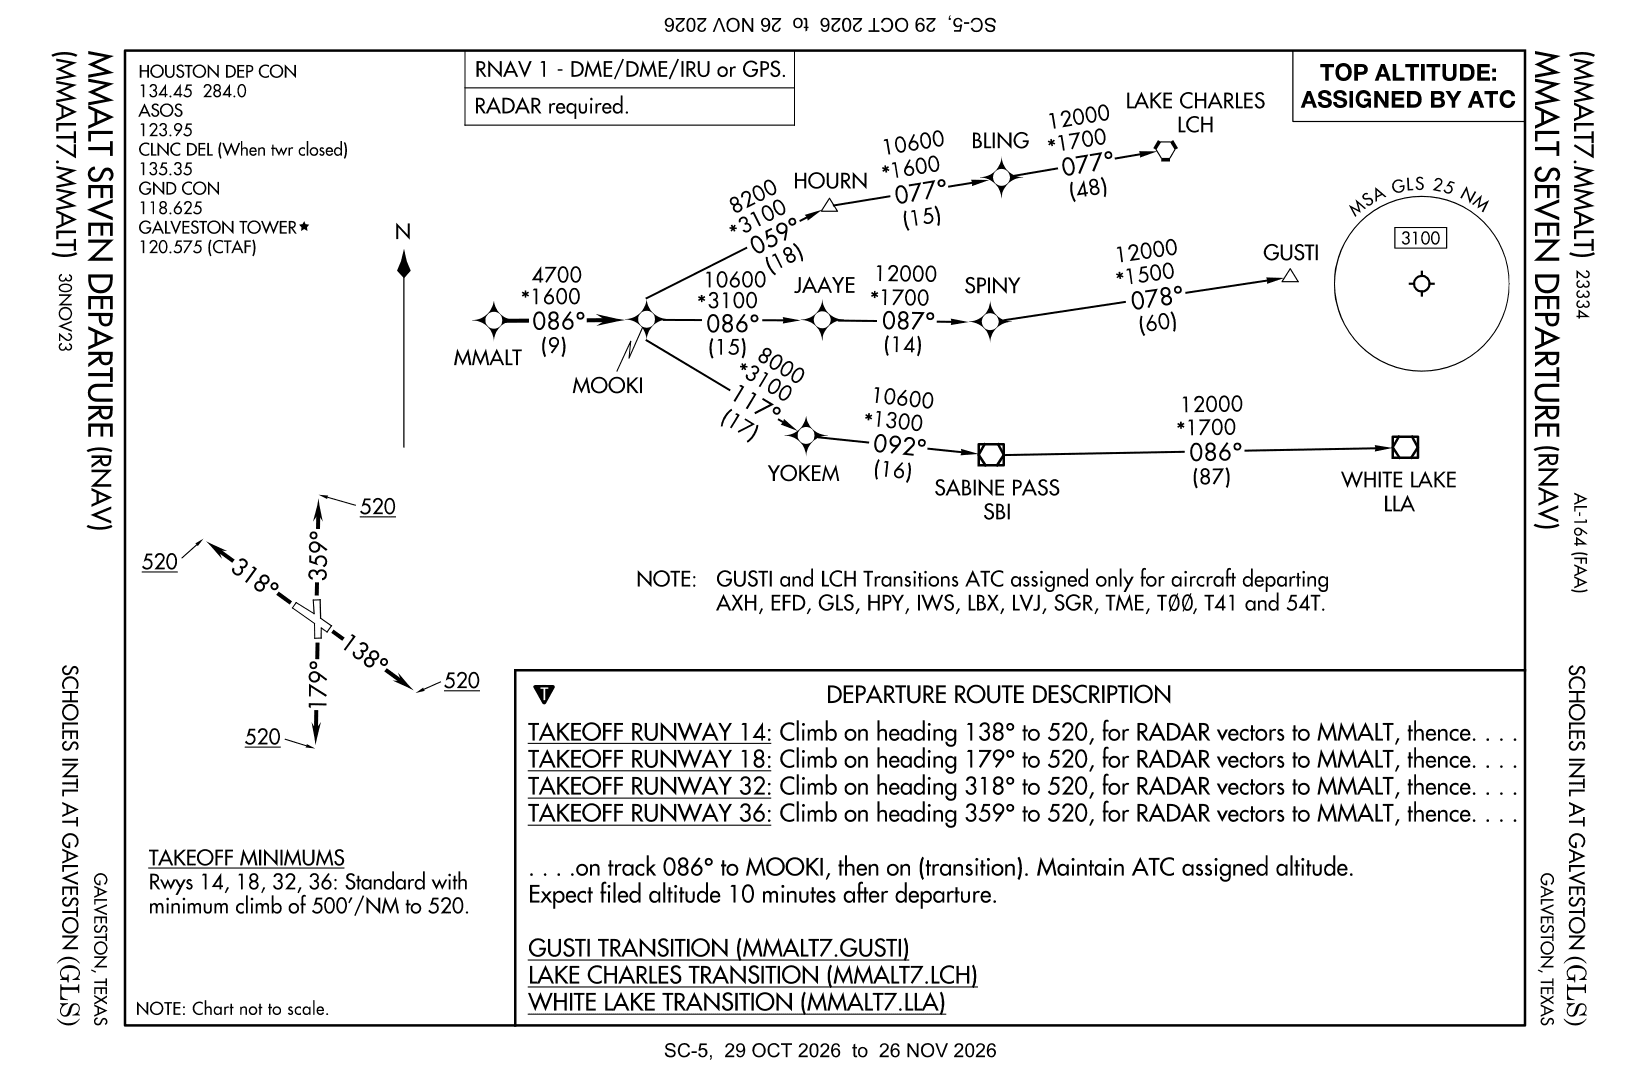 SC-5, 29 OCT 2026 to 26 NOV 2026
MMALT SEVEN DEPARTURE (RNAV)
(MMALT7.MMALT) 30NOV23
SCHOLES INTL AT GALVESTON (GLS)
GALVESTON, TEXAS
HOUSTON DEP CON
134.45 284.0
ASOS
123.95
CLNC DEL (When twr closed)
135.35
GND CON
118.625
GALVESTON TOWER★
120.575 (CTAF)
RNAV 1 - DME/DME/IRU or GPS.
RADAR required.
TOP ALTITUDE:
ASSIGNED BY ATC
N
MMALT
4700
*1600
086°
(9)
MOOKI
8200
*3100
059°
(18)
HOURN
10600
*1600
077°
(15)
BLING
12000
*1700
077°
(48)
LAKE CHARLES
LCH
10600
*3100
086°
(15)
JAAYE
12000
*1700
087°
(14)
SPINY
12000
*1500
078°
(60)
GUSTI
8000
*3100
117°
(17)
YOKEM
10600
*1300
092°
(16)
SABINE PASS
SBI
12000
*1700
086°
(87)
WHITE LAKE
LLA
MSA GLS 25 NM
3100
520
359°
520
318°
138°
520
179°
520
NOTE: GUSTI and LCH Transitions ATC assigned only for aircraft departing
AXH, EFD, GLS, HPY, IWS, LBX, LVJ, SGR, TME, TØØ, T41 and 54T.
TAKEOFF MINIMUMS
Rwys 14, 18, 32, 36: Standard with
minimum climb of 500’/NM to 520.
NOTE: Chart not to scale.
T
DEPARTURE ROUTE DESCRIPTION
TAKEOFF RUNWAY 14: Climb on heading 138° to 520, for RADAR vectors to MMALT, thence. . . .
TAKEOFF RUNWAY 18: Climb on heading 179° to 520, for RADAR vectors to MMALT, thence. . . .
TAKEOFF RUNWAY 32: Climb on heading 318° to 520, for RADAR vectors to MMALT, thence. . . .
TAKEOFF RUNWAY 36: Climb on heading 359° to 520, for RADAR vectors to MMALT, thence. . . .
. . . .on track 086° to MOOKI, then on (transition). Maintain ATC assigned altitude.
Expect filed altitude 10 minutes after departure.
GUSTI TRANSITION (MMALT7.GUSTI)
LAKE CHARLES TRANSITION (MMALT7.LCH)
WHITE LAKE TRANSITION (MMALT7.LLA)
(MMALT7.MMALT) 23334
MMALT SEVEN DEPARTURE (RNAV)
AL-164 (FAA)
SCHOLES INTL AT GALVESTON (GLS)
GALVESTON, TEXAS
SC-5, 29 OCT 2026 to 26 NOV 2026